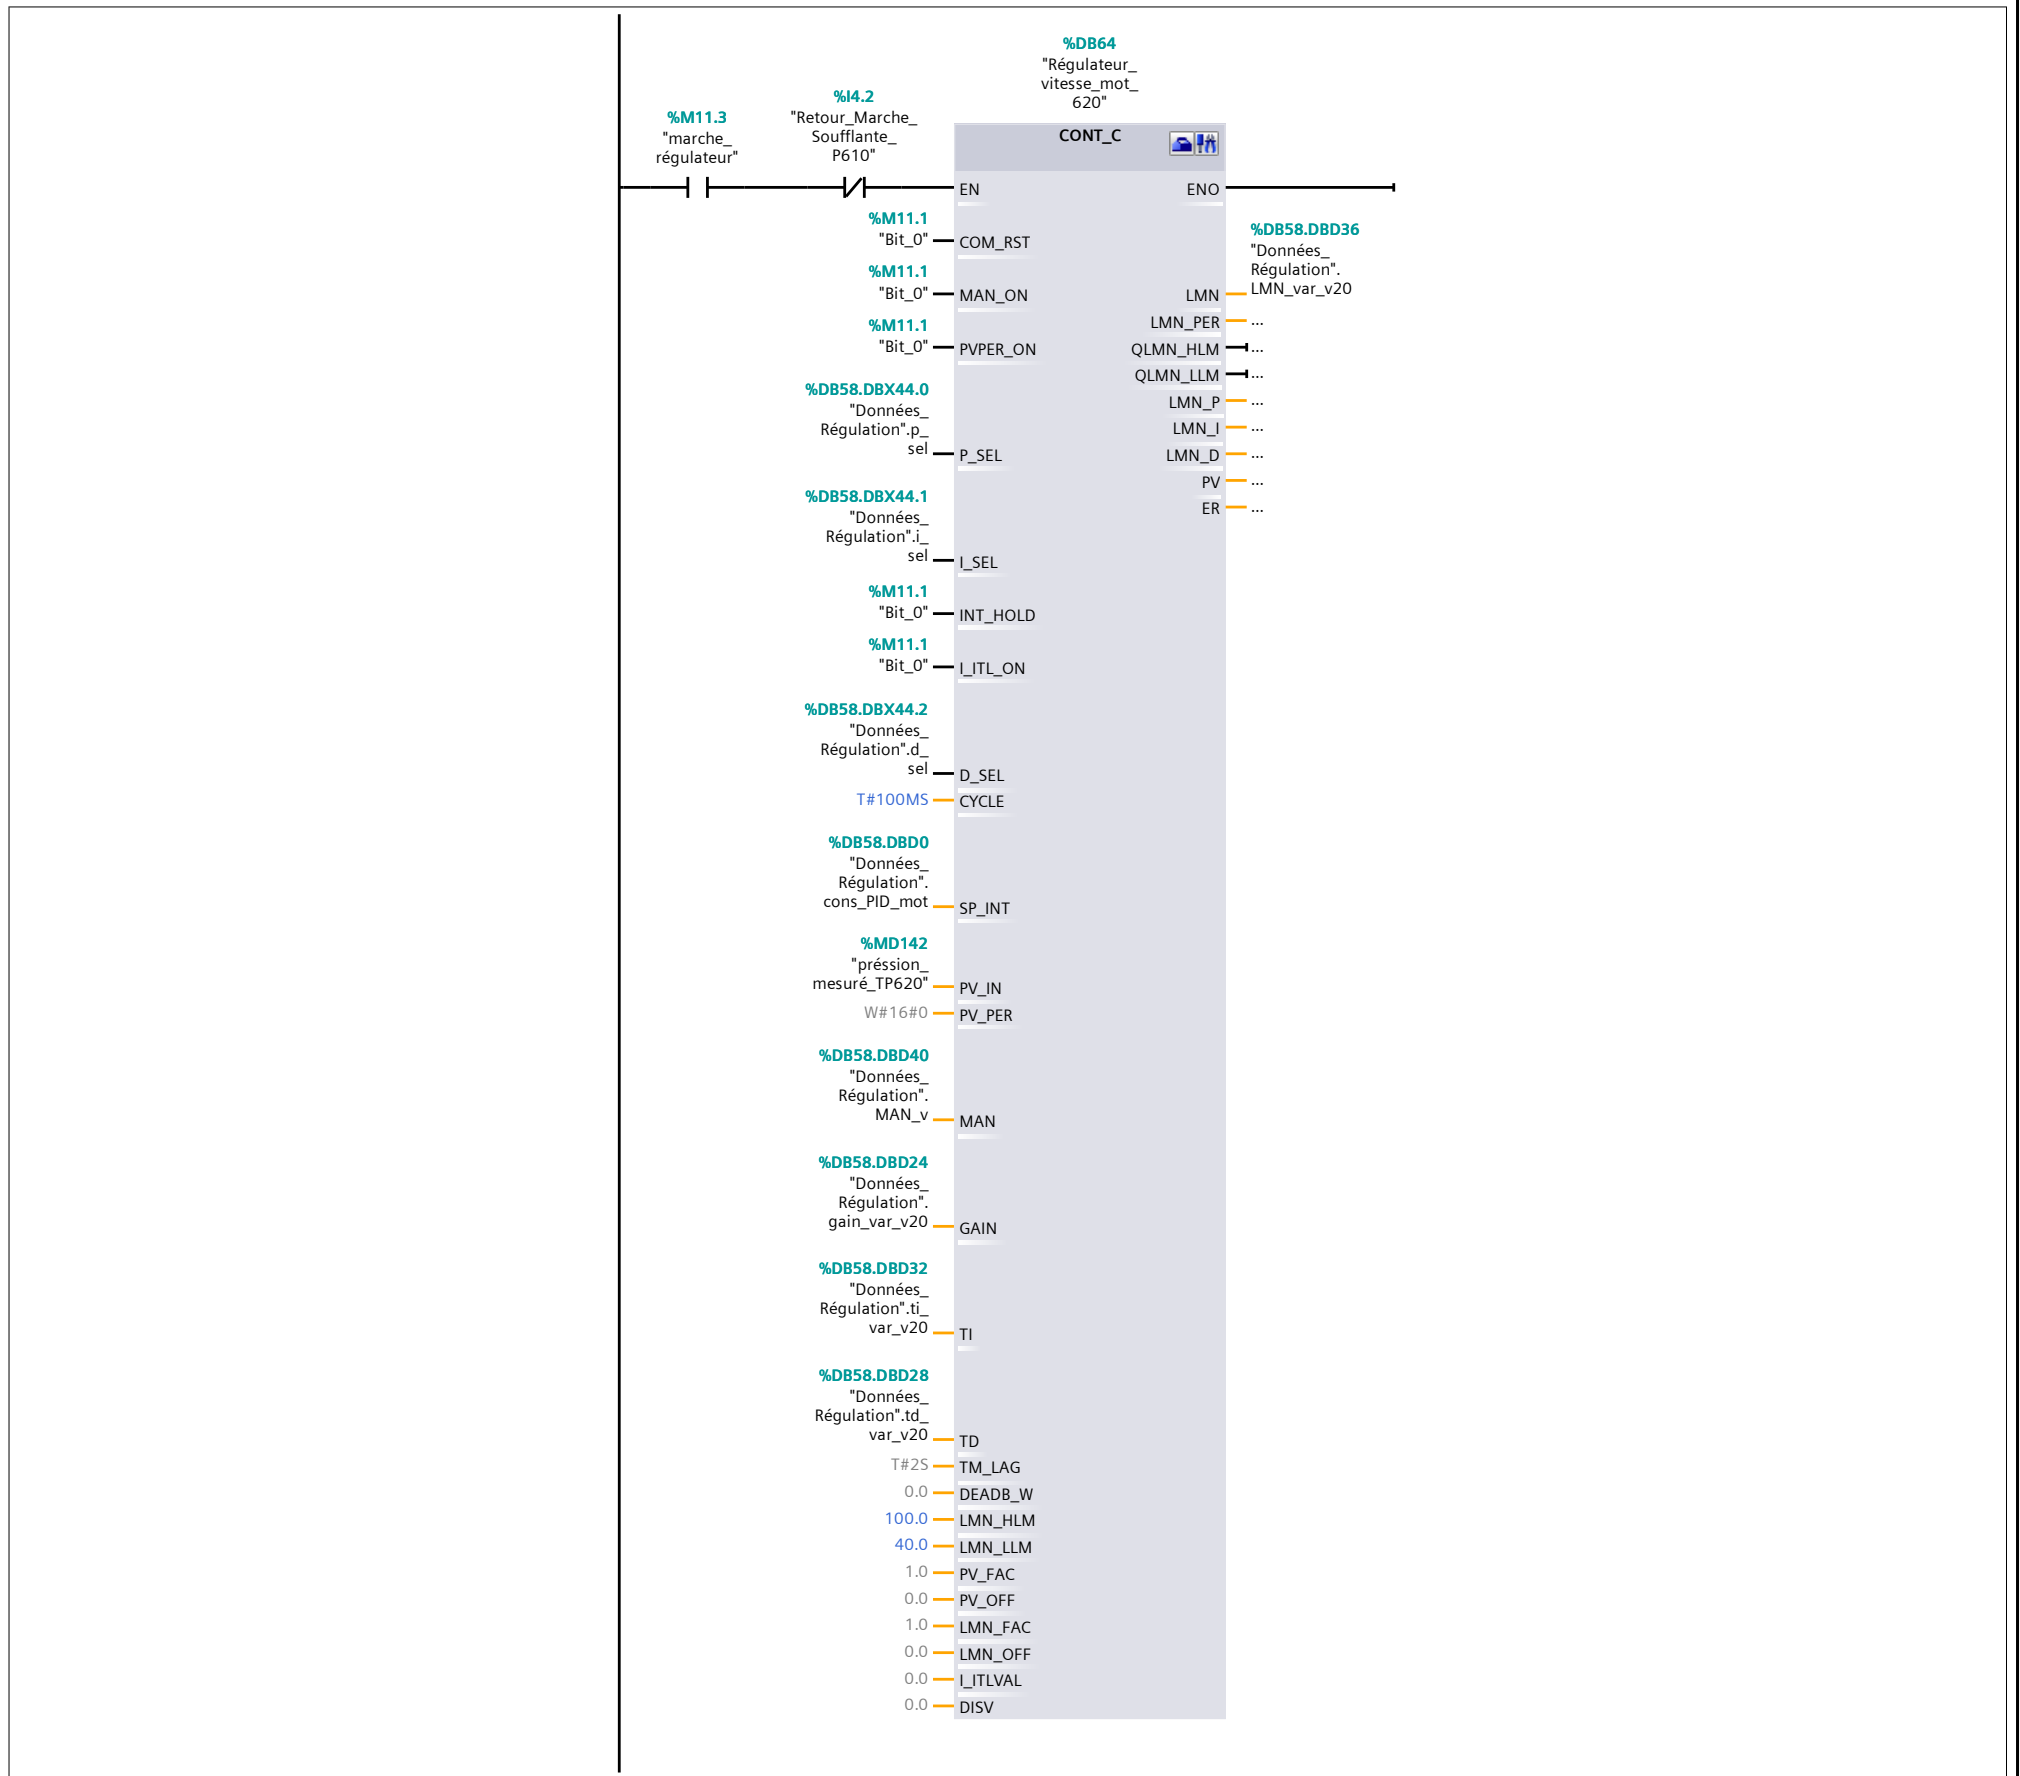 %DB64
"Régulateur_
vitesse_mot_
620"
%M11.3
"marche_
régulateur"
%I4.2
"Retour_Marche_
Soufflante_
P610"
CONT_C
EN
ENO
%M11.1
"Bit_0"
COM_RST
%M11.1
"Bit_0"
MAN_ON
%DB58.DBD36
"Données_
Régulation".
LMN_var_v20
LMN
%M11.1
"Bit_0"
PVPER_ON
LMN_PER
...
QLMN_HLM
...
QLMN_LLM
...
%DB58.DBX44.0
"Données_
Régulation".p_
sel
P_SEL
LMN_P
...
LMN_I
...
LMN_D
...
PV
...
ER
...
%DB58.DBX44.1
"Données_
Régulation".i_
sel
I_SEL
%M11.1
"Bit_0"
INT_HOLD
%M11.1
"Bit_0"
I_ITL_ON
%DB58.DBX44.2
"Données_
Régulation".d_
sel
D_SEL
T#100MS
CYCLE
%DB58.DBD0
"Données_
Régulation".
cons_PID_mot
SP_INT
%MD142
"préssion_
mesuré_TP620"
PV_IN
W#16#0
PV_PER
%DB58.DBD40
"Données_
Régulation".
MAN_v
MAN
%DB58.DBD24
"Données_
Régulation".
gain_var_v20
GAIN
%DB58.DBD32
"Données_
Régulation".ti_
var_v20
TI
%DB58.DBD28
"Données_
Régulation".td_
var_v20
TD
T#2S
TM_LAG
0.0
DEADB_W
100.0
LMN_HLM
40.0
LMN_LLM
1.0
PV_FAC
0.0
PV_OFF
1.0
LMN_FAC
0.0
LMN_OFF
0.0
I_ITLVAL
0.0
DISV